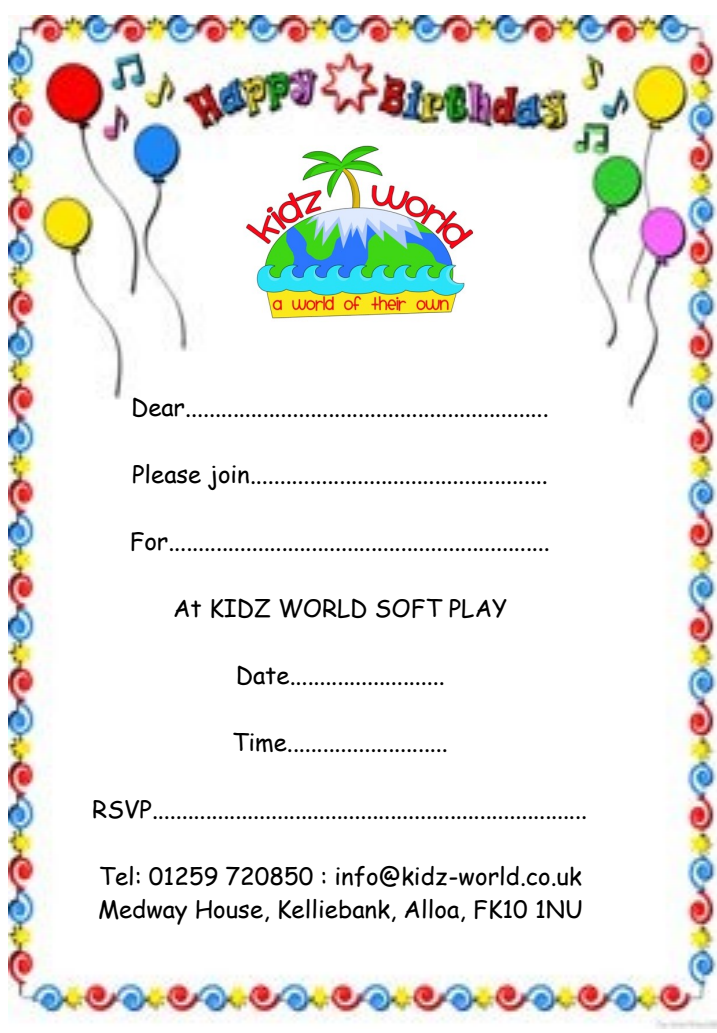 Happy Birthday
kidz world
a world of their own
Dear.............................................................
Please join..................................................
For................................................................
At KIDZ WORLD SOFT PLAY
Date..........................
Time...........................
RSVP.........................................................................
Tel: 01259 720850 : info@kidz-world.co.uk
Medway House, Kelliebank, Alloa, FK10 1NU